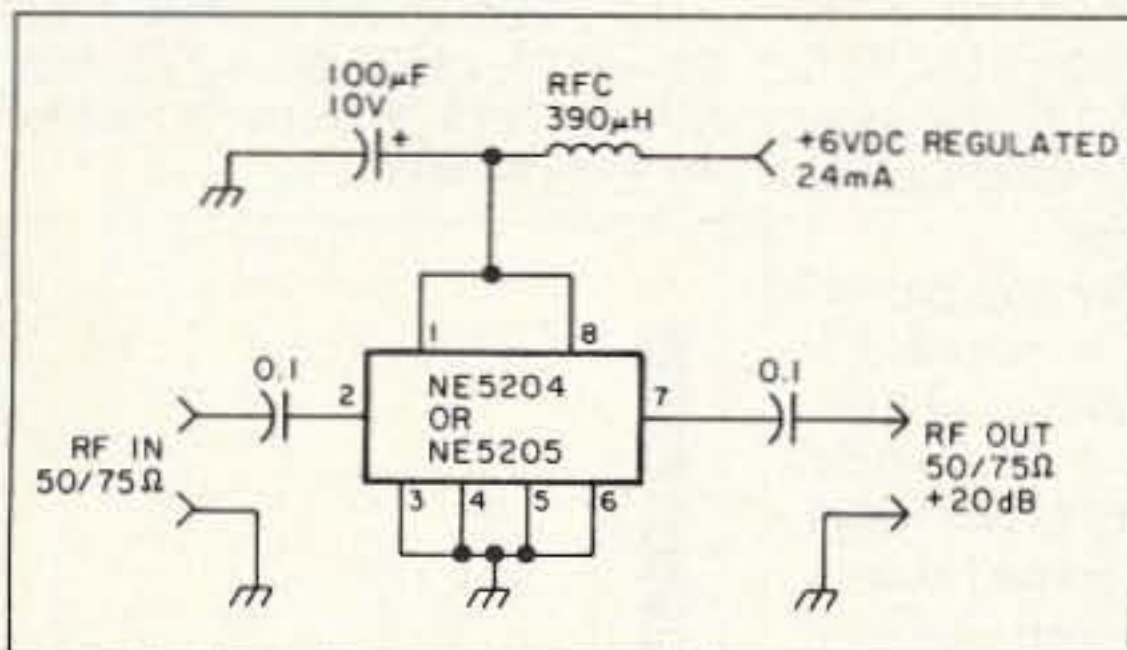 100µF
10V
+
RFC
390µH
+6VDC REGULATED
24mA
1
8
0.1
2
NE5204
OR
NE5205
7
0.1
RF IN
50/75Ω
3
4
5
6
RF OUT
50/75Ω
+20dB